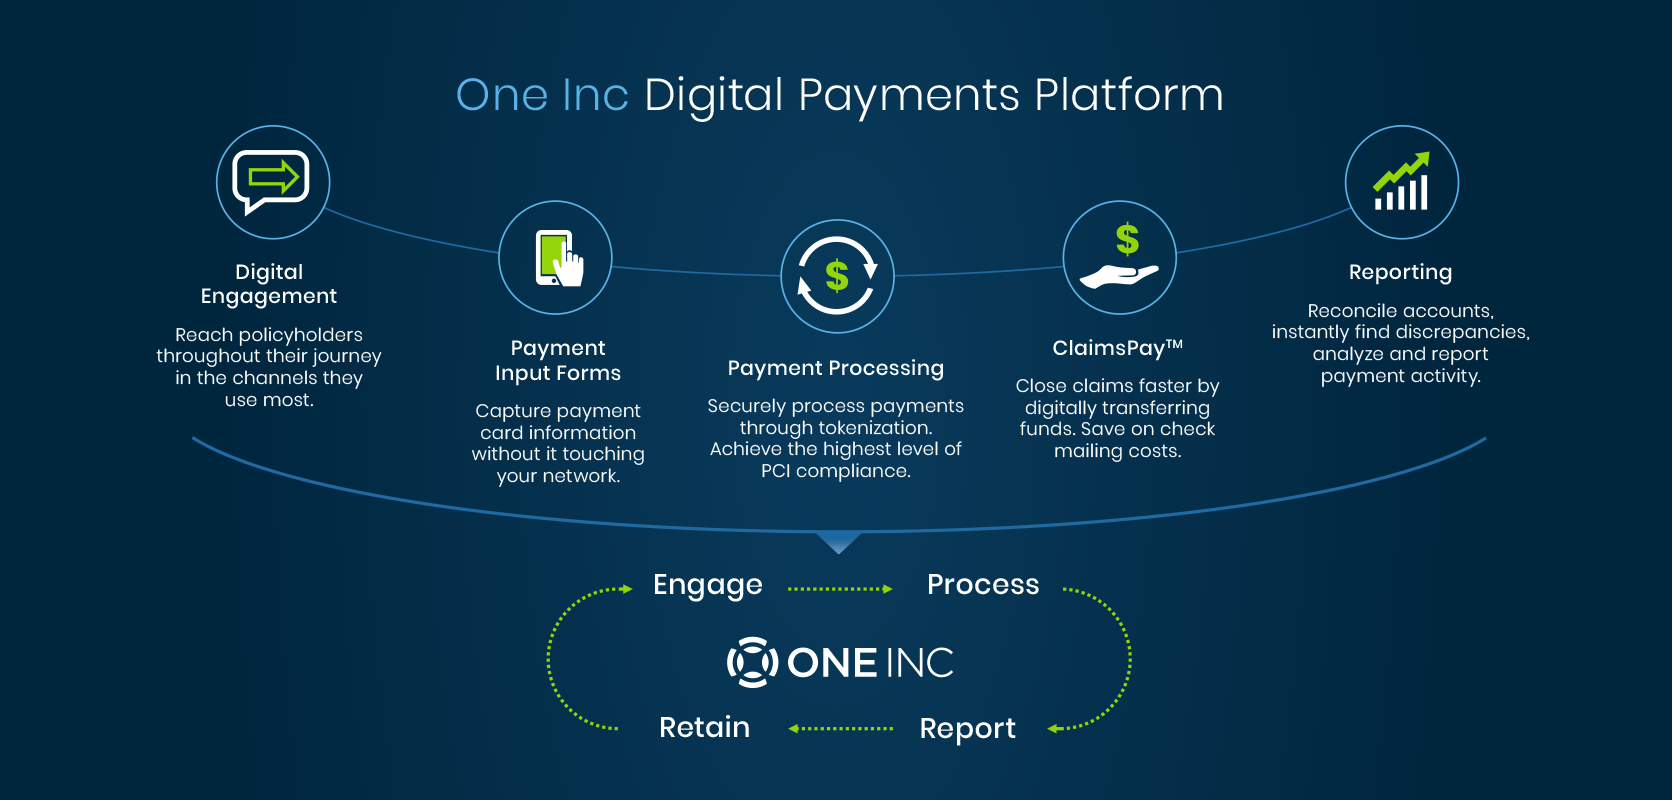 One Inc Digital Payments Platform
Digital
Engagement
Reach policyholders
throughout their journey
in the channels they
use most.
Payment
Input Forms
Capture payment
card information
without it touching
your network.
$
Payment Processing
Securely process payments
through tokenization.
Achieve the highest level of
PCI compliance.
$
ClaimsPay™
Close claims faster by
digitally transferring
funds. Save on check
mailing costs.
Reporting
Reconcile accounts,
instantly find discrepancies,
analyze and report
payment activity.
Engage
Process
ONE INC
Retain
Report